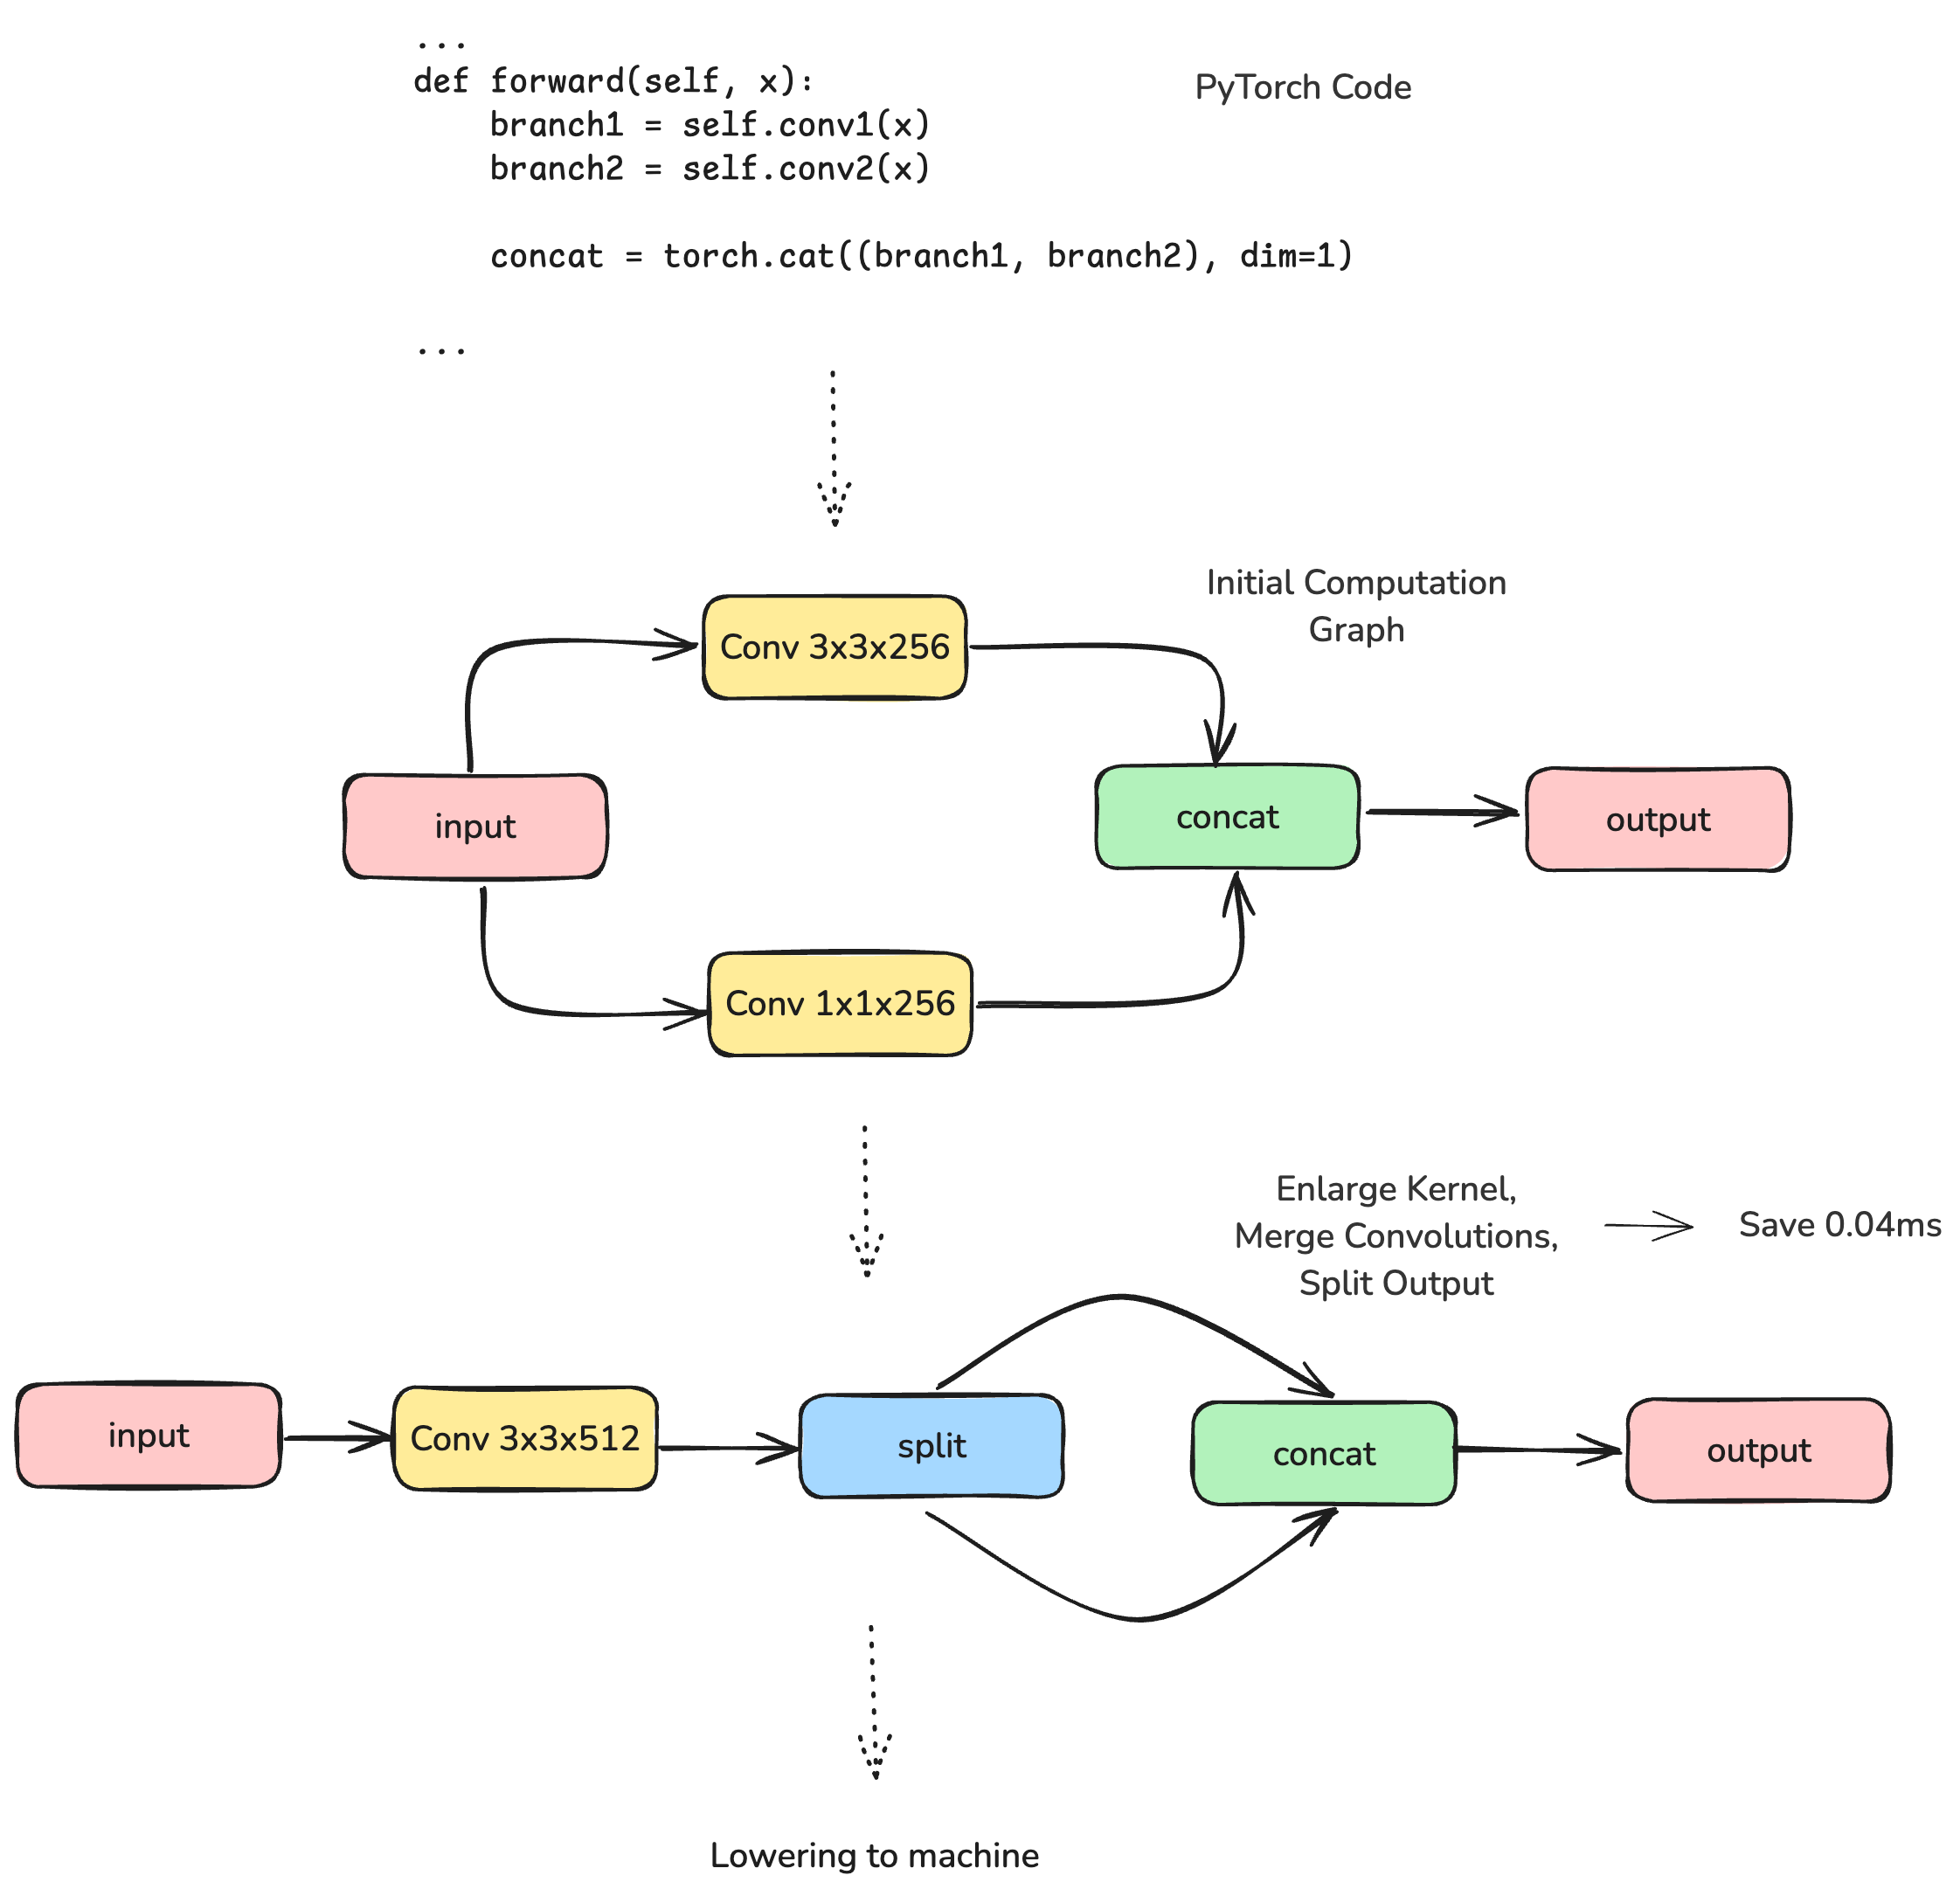 ...
def forward(self, x):
PyTorch Code
branch1 = self.conv1(x)
branch2 = self.conv2(x)
concat = torch.cat((branch1, branch2), dim=1)
...
Initial Computation
Graph
Conv 3x3x256
input
concat
output
Conv 1x1x256
Enlarge Kernel,
Merge Convolutions,
Split Output
Save 0.04ms
input
Conv 3x3x512
split
concat
output
Lowering to machine